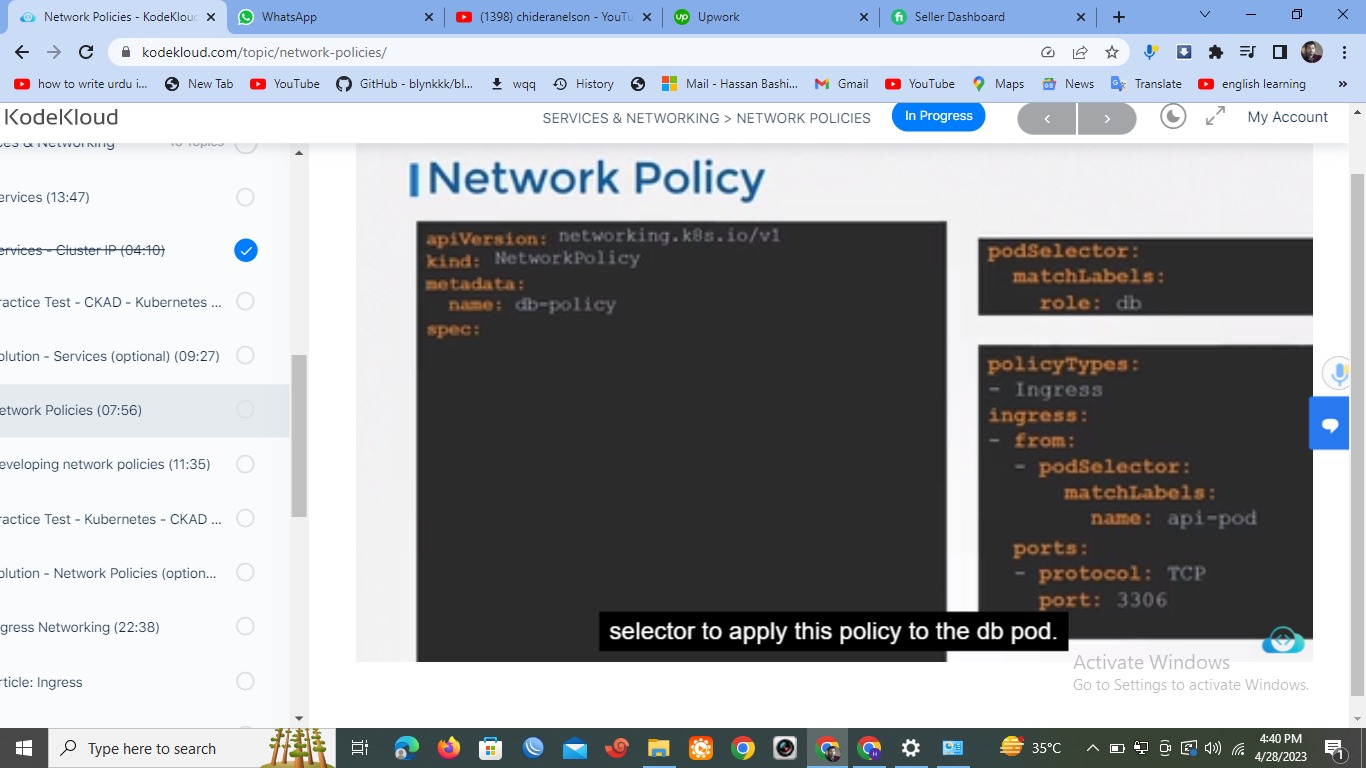 Network Policies - KodeKlou
WhatsApp
(1398) chideranelson - YouTu
Upwork
Seller Dashboard
kodekloud.com/topic/network-policies/
how to write urdu i...
New Tab
YouTube
GitHub - blynkkk/bl...
wqq
History
Mail - Hassan Bashi...
Gmail
YouTube
Maps
News
Translate
english learning
»
KodeKloud
SERVICES & NETWORKING > NETWORK POLICIES
In Progress
My Account
ces & Networking
ervices (13:47)
ervices - Cluster IP (04:10)
ractice Test - CKAD - Kubernetes ...
olution - Services (optional) (09:27)
etwork Policies (07:56)
eveloping network policies (11:35)
ractice Test - Kubernetes - CKAD ...
olution - Network Policies (option...
gress Networking (22:38)
rticle: Ingress
Network Policy
apiVersion: networking.k8s.io/v1
kind: NetworkPolicy
metadata:
name: db-policy
spec:
podSelector:
matchLabels:
role: db
policyTypes:
- Ingress
ingress:
- from:
- podSelector:
matchLabels:
name: api-pod
ports:
- protocol: TCP
port: 3306
selector to apply this policy to the db pod.
Activate Windows
Go to Settings to activate Windows.
Type here to search
35°C
4:40 PM
4/28/2023
1